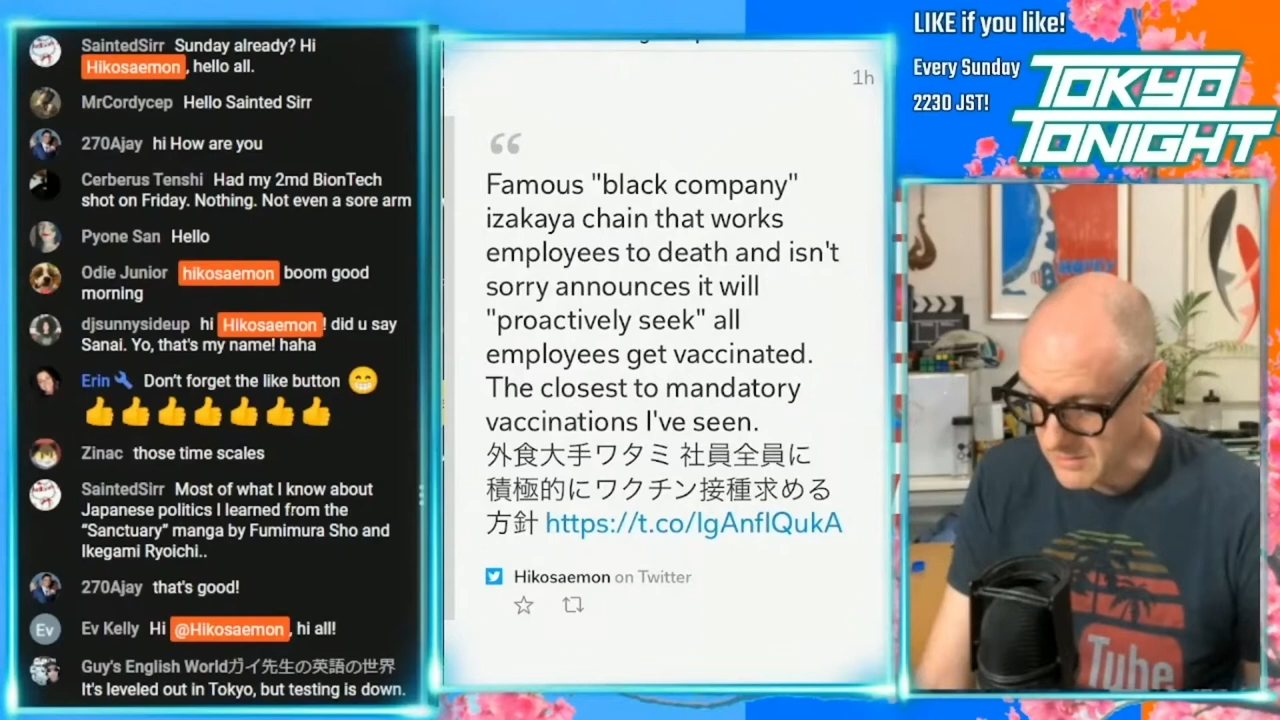 SaintedSirr Sunday already? Hi
Hikosaemon, hello all.
MrCordycep Hello Sainted Sirr
270Ajay hi How are you
Cerberus Tenshi Had my 2nd BionTech
shot on Friday. Nothing. Not even a sore arm
Pyone San Hello
Odie Junior hikosaemon boom good
morning
djsunnysideup hi Hikosaemon! did u say
Sanai. Yo, that's my name! haha
Erin Don't forget the like button
Zinac those time scales
SaintedSirr Most of what I know about
Japanese politics I learned from the
“Sanctuary” manga by Fumimura Sho and
Ikegami Ryoichi..
270Ajay that's good!
Ev Ev Kelly Hi @Hikosaemon, hi all!
Guy's English Worldガイ先生の英語の世界
It's leveled out in Tokyo, but testing is down.
1h
“
Famous "black company"
izakaya chain that works
employees to death and isn't
sorry announces it will
"proactively seek" all
employees get vaccinated.
The closest to mandatory
vaccinations I've seen.
外食大手ワタミ 社員全員に
積極的にワクチン接種求める
方針 https://t.co/lgAnflQukA
Hikosaemon on Twitter
LIKE if you like!
Every Sunday
2230 JST!
TOKYO
TONIGHT
Tube